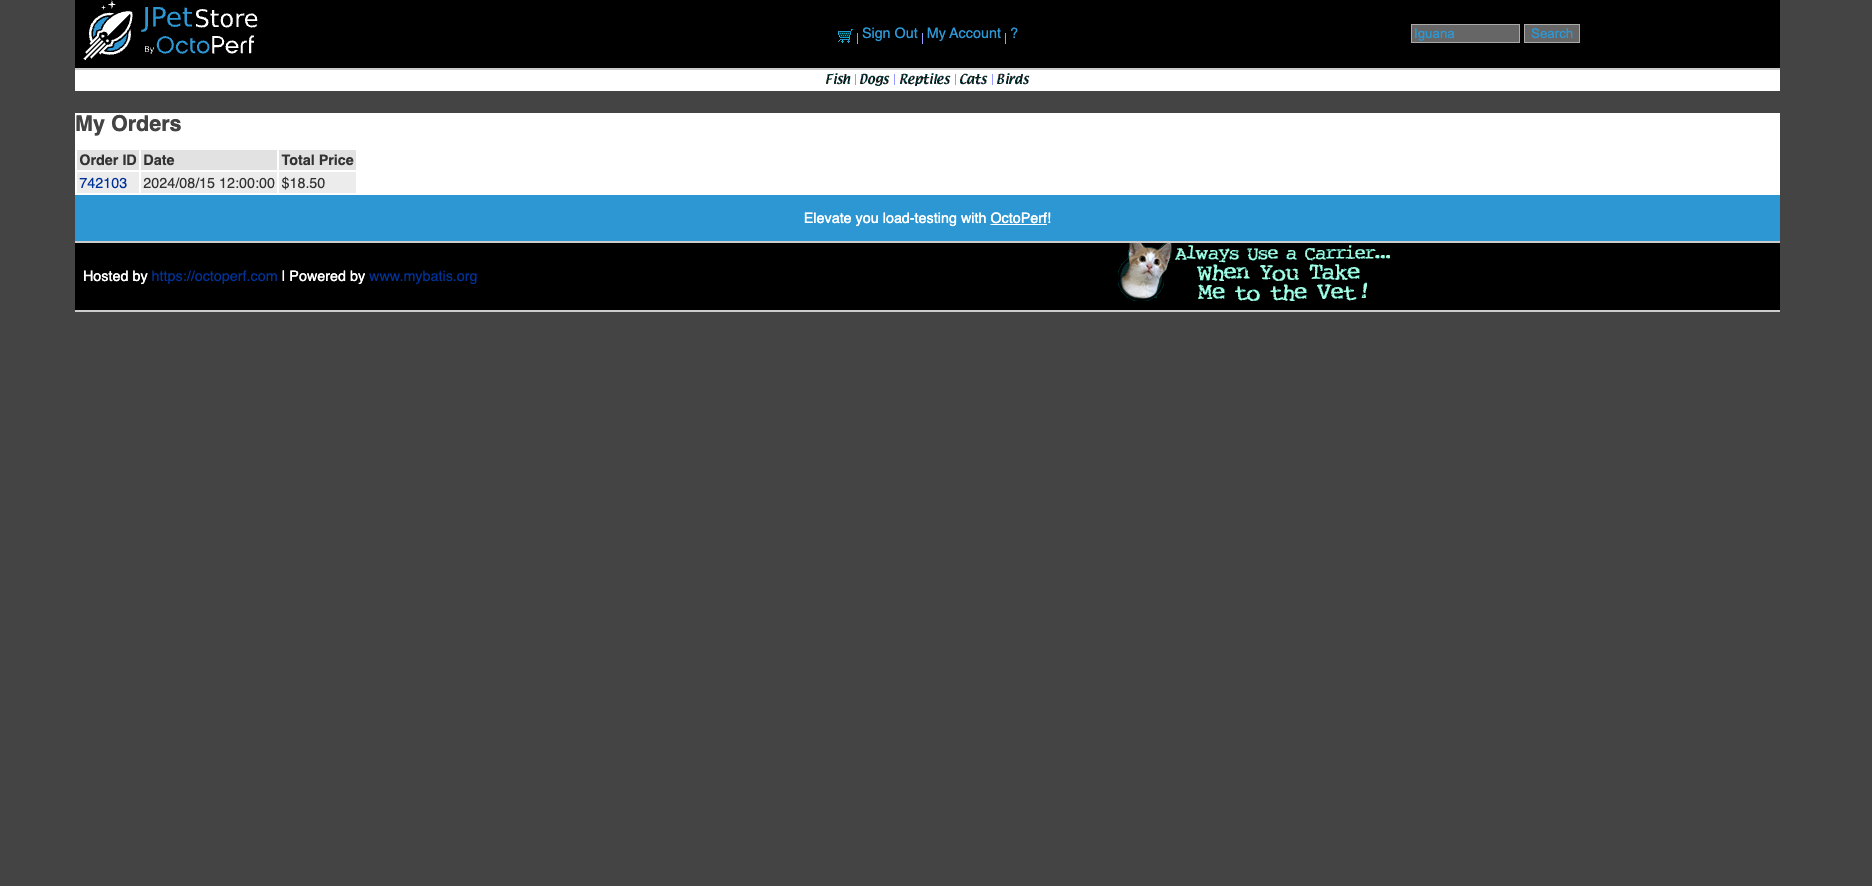 JPetStore
By OctoPerf
Sign Out | My Account | ?
Iguana Search
Fish | Dogs | Reptiles | Cats | Birds
My Orders
Order ID Date Total Price
742103 2024/08/15 12:00:00 $18.50
Elevate you load-testing with OctoPerf!
Always Use a Carrier...
When You Take
Me to the Vet!
Hosted by https://octoperf.com | Powered by www.mybatis.org